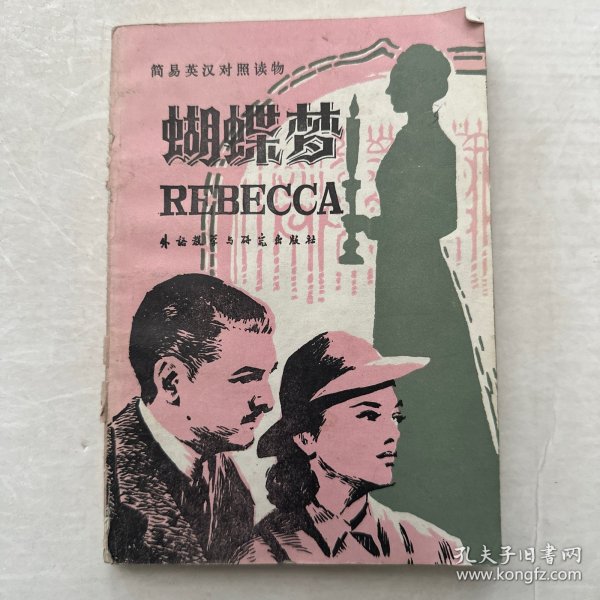 简易英汉对照读物
蝴蝶梦
REBECCA
外语教学与研究出版社
孔夫子旧书网
www.kongfz.com